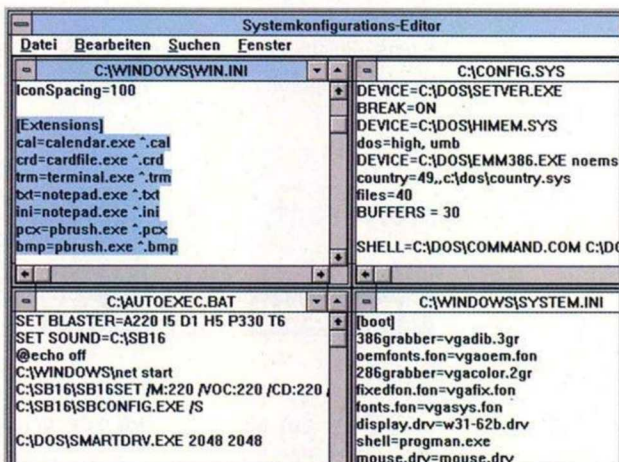 Systemkonfigurations-Editor
Datei Bearbeiten Suchen Fenster
C:\WINDOWS\WIN.INI
IconSpacing=100
[Extensions]
cal=calendar.exe ^.cal
crd=cardfile.exe ^.crd
trm=terminal.exe ^.trm
txt=notepad.exe ^.txt
ini=notepad.exe ^.ini
pcx=pbrush.exe ^.pcx
bmp=pbrush.exe ^.bmp
C:\CONFIG.SYS
DEVICE=C:\DOS\SETVER.EXE
BREAK=ON
DEVICE=C:\DOS\HIMEM.SYS
dos=high, umb
DEVICE=C:\DOS\EMM386.EXE noems
country=49,,c:\dos\country.sys
files=40
BUFFERS = 30
SHELL=C:\DOS\COMMAND.COM C:\DO
C:\AUTOEXEC.BAT
SET BLASTER=A220 I5 D1 H5 P330 T6
SET SOUND=C:\SB16
@echo off
C:\WINDOWS\net start
C:\SB16\SB16SET /M:220 /VOC:220 /CD:220 /
C:\SB16\SBCONFIG.EXE /S
C:\DOS\SMARTDRV.EXE 2048 2048
C:\WINDOWS\SYSTEM.INI
[boot]
386grabber=vgadib.3gr
oemfonts.fon=vgaoem.fon
286grabber=vgacolor.2gr
fixedfon.fon=vgafix.fon
fonts.fon=vgasys.fon
display.drv=w31-62b.drv
shell=progman.exe
mouse.drv=mouse.drv